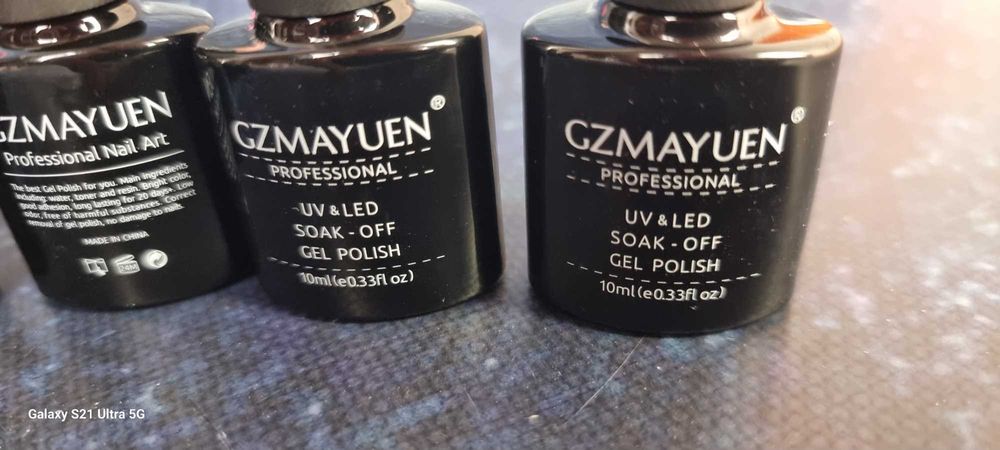 GZMAYUEN
Professional Nail Art
The best Gel Polish for you. Main ingredients
including: water, toner and resin. Bright color,
good adhesion, long lasting for 20 days+. Low
odor, free of harmful substances. Correct
removal of gel polish, no damage to nails.
MADE IN CHINA
24M
GZMAYUEN®
PROFESSIONAL
UV & LED
SOAK - OFF
GEL POLISH
10ml(e0.33fl oz)
GZMAYUEN®
PROFESSIONAL
UV & LED
SOAK - OFF
GEL POLISH
10ml(e0.33fl oz)
Galaxy S21 Ultra 5G